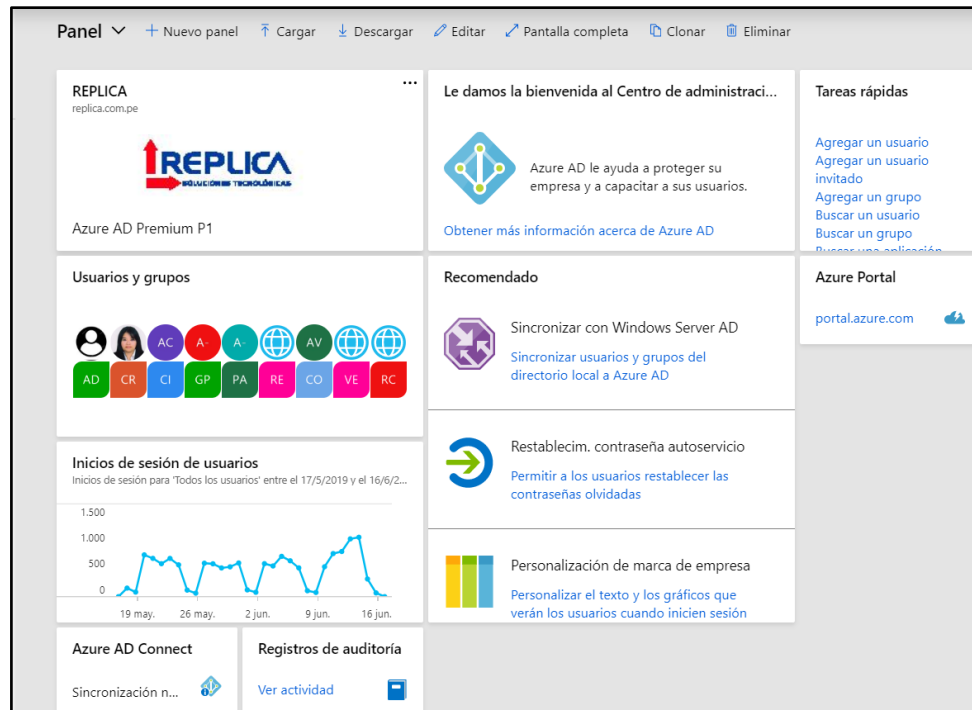 Panel
+ Nuevo panel
Cargar
Descargar
Editar
Pantalla completa
Clonar
Eliminar
REPLICA
replica.com.pe
...
REPLICA
SOLUCIONES TECNOLÓGICAS
Azure AD Premium P1
Le damos la bienvenida al Centro de administraci...
Azure AD le ayuda a proteger su
empresa y a capacitar a sus usuarios.
Obtener más información acerca de Azure AD
Tareas rápidas
Agregar un usuario
Agregar un usuario
invitado
Agregar un grupo
Buscar un usuario
Buscar un grupo
Buscar una aplicación
Usuarios y grupos
AC A- A- AV
AD CR CI GP PA RE CO VE RC
Recomendado
Sincronizar con Windows Server AD
Sincronizar usuarios y grupos del
directorio local a Azure AD
Restablecim. contraseña autoservicio
Permitir a los usuarios restablecer las
contraseñas olvidadas
Personalización de marca de empresa
Personalizar el texto y los gráficos que
verán los usuarios cuando inicien sesión
Azure Portal
portal.azure.com
Inicios de sesión de usuarios
Inicios de sesión para 'Todos los usuarios' entre el 17/5/2019 y el 16/6/2...
1.500
1.000
500
0
19 may. 26 may. 2 jun. 9 jun. 16 jun.
Azure AD Connect
Sincronización n...
Registros de auditoría
Ver actividad